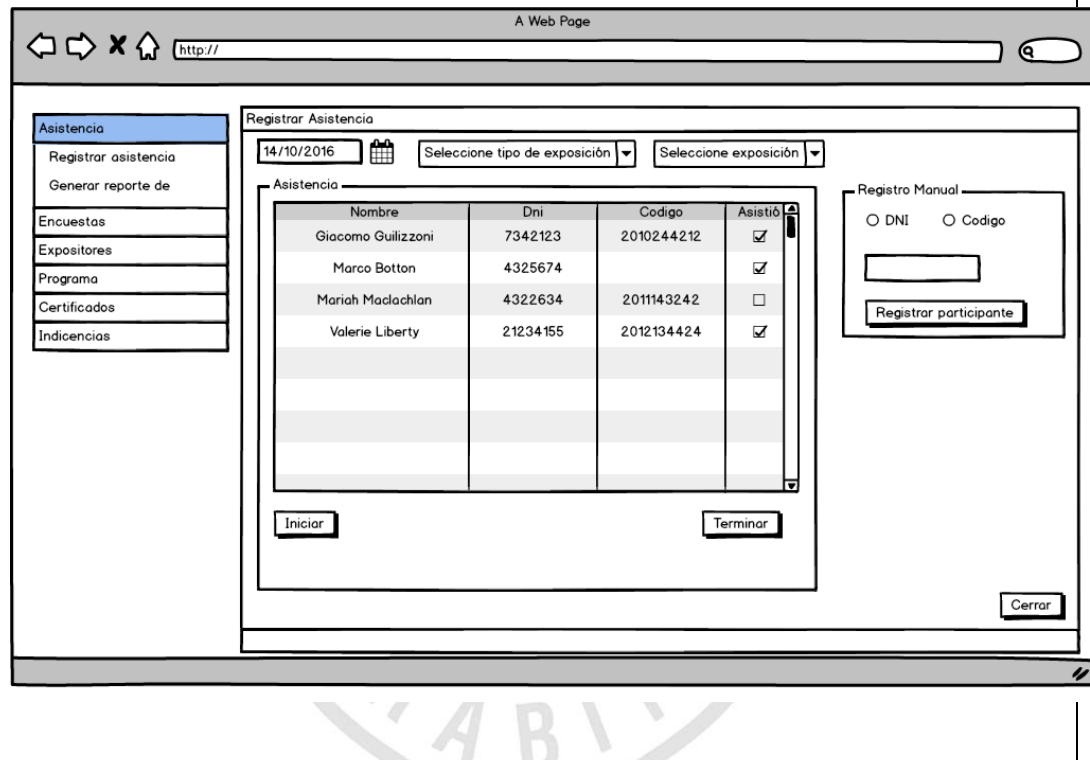 A Web Page
http://
Asistencia
Registrar asistencia
Generar reporte de
Encuestas
Expositores
Programa
Certificados
Indicencias
Registrar Asistencia
14/10/2016 Seleccione tipo de exposición Seleccione exposición
Asistencia
Nombre Dni Codigo Asistió
Giacomo Guilizzoni 7342123 2010244212
Marco Botton 4325674
Mariah Maclachlan 4322634 2011143242
Valerie Liberty 21234155 2012134424
Iniciar Terminar
Registro Manual
DNI Codigo
Registrar participante
Cerrar
ABI